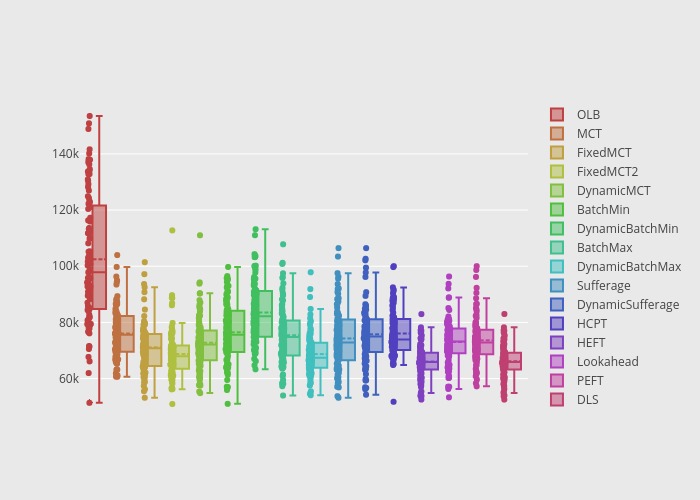 140k
120k
100k
80k
60k
OLB
MCT
FixedMCT
FixedMCT2
DynamicMCT
BatchMin
DynamicBatchMin
BatchMax
DynamicBatchMax
Sufferage
DynamicSufferage
HCPT
HEFT
Lookahead
PEFT
DLS